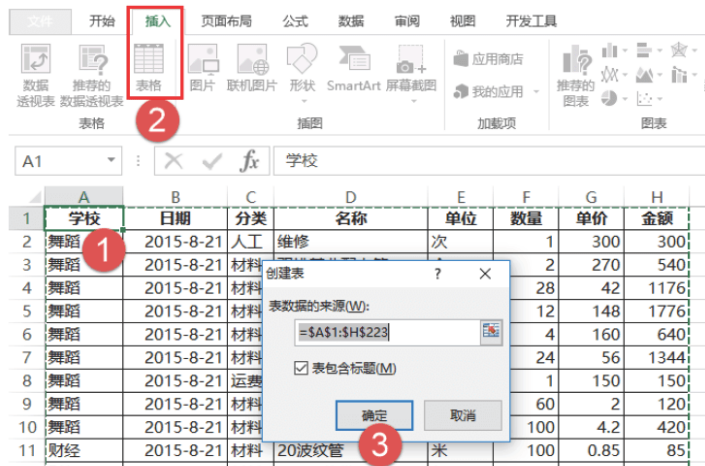 文件 开始 插入 页面布局 公式 数据 审阅 视图 开发工具
数据 推荐的 表格 图片 联机图片 形状 SmartArt 屏幕截图 应用商店 推荐的
透视表 数据透视表 我的应用 图表
表格 2 插图 加载项 图表
A1 fx 学校
A B C D E F G H
1 学校 日期 分类 名称 单位 数量 单价 金额
2 舞蹈 2015-8-21 人工 维修 次 1 300 300
1
3 舞蹈 2015-8-21 材料 2 270 540
创建表 ? ×
4 舞蹈 2015-8-21 材料 28 42 1176
表数据的来源(W):
5 舞蹈 2015-8-21 材料 12 148 1776
=$A$1:$H$223
6 舞蹈 2015-8-21 材料 4 160 640
7 舞蹈 2015-8-21 材料 24 56 1344
表包含标题(M)
8 舞蹈 2015-8-21 运费 1 150 150
9 舞蹈 2015-8-21 材料 60 2 120
确定 取消
10 舞蹈 2015-8-21 材料 100 4.2 420
3
11 财经 2015-8-21 材料 20波纹管 米 100 0.85 85